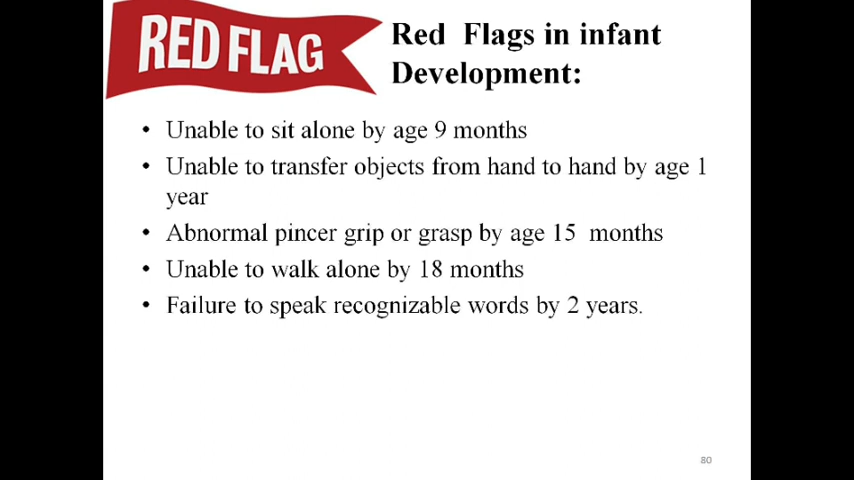 RED FLAG
Red Flags in infant
Development:
• Unable to sit alone by age 9 months
• Unable to transfer objects from hand to hand by age 1
year
• Abnormal pincer grip or grasp by age 15 months
• Unable to walk alone by 18 months
• Failure to speak recognizable words by 2 years.
80